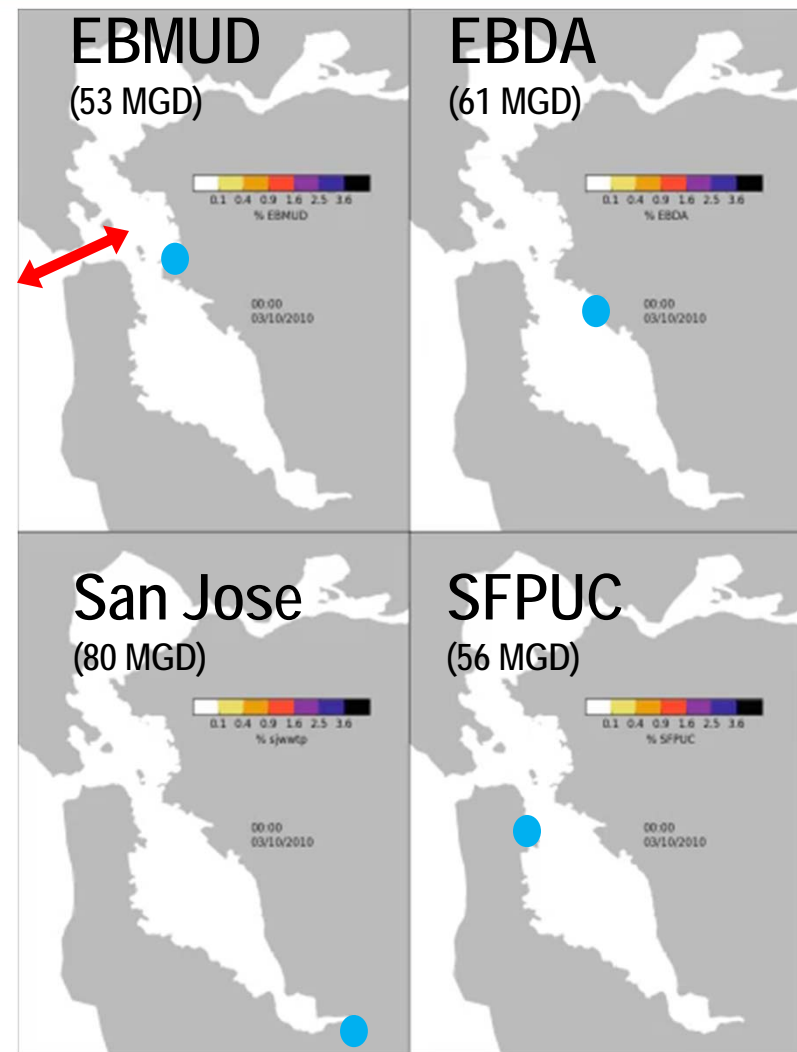 EBMUD
(53 MGD)
0.1 0.4 0.9 1.6 2.5 3.6
% EBMUD
00:00
03/10/2010
EBDA
(61 MGD)
0.1 0.4 0.9 1.6 2.5 3.6
% EBDA
00:00
03/10/2010
San Jose
(80 MGD)
0.1 0.4 0.9 1.6 2.5 3.6
% sjwwtp
00:00
03/10/2010
SFPUC
(56 MGD)
0.1 0.4 0.9 1.6 2.5 3.6
% SFPUC
00:00
03/10/2010